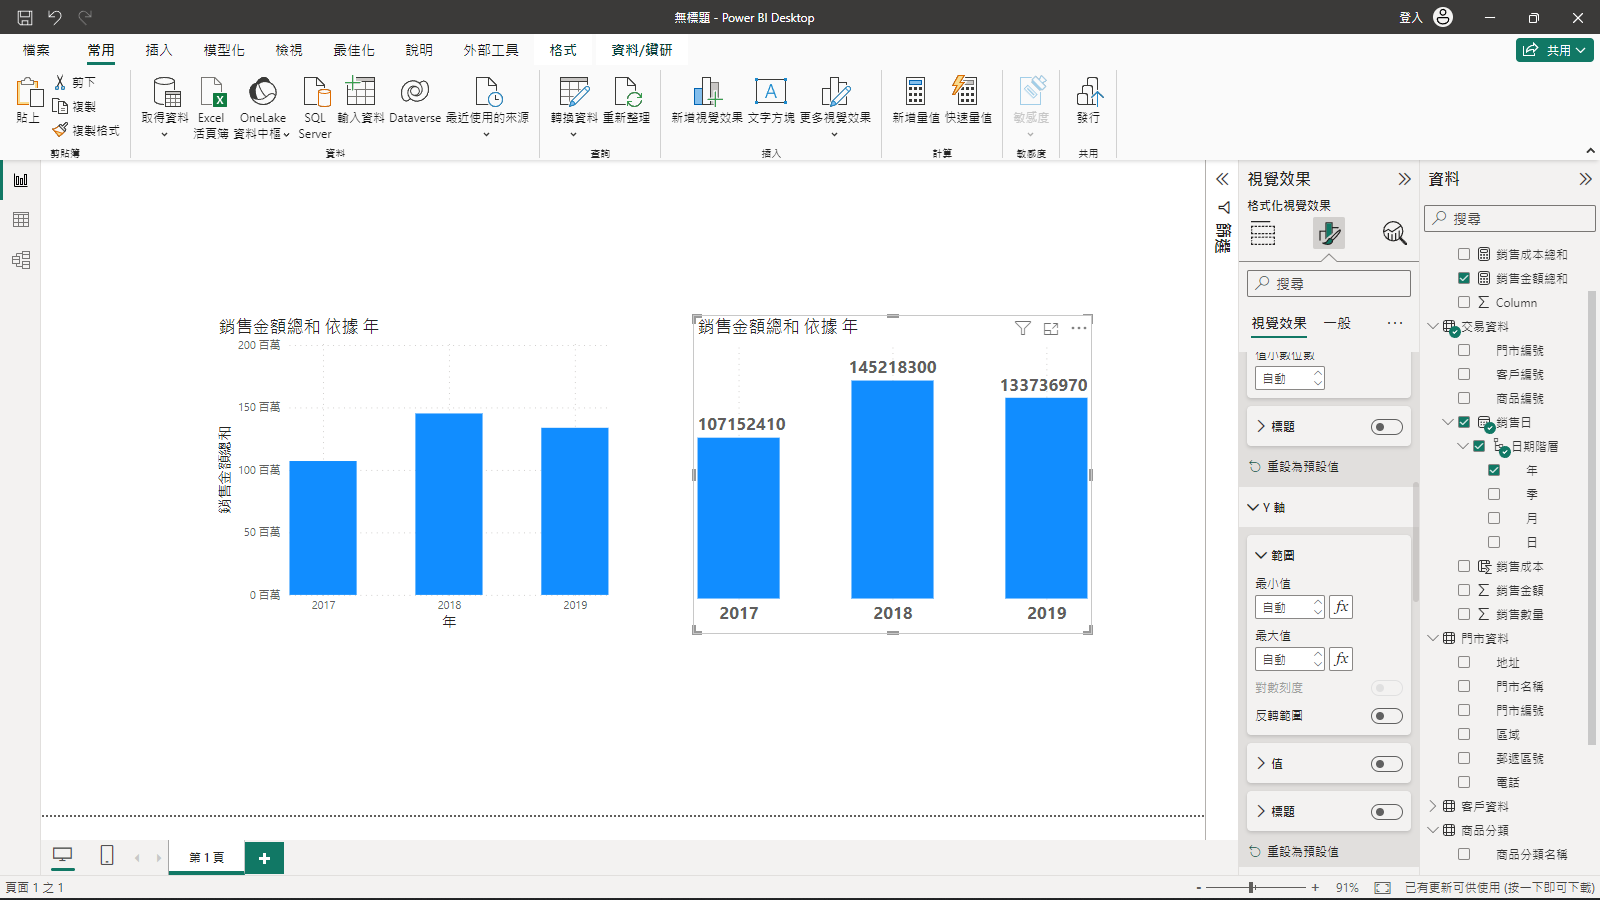 無標題 - Power BI Desktop
登入
檔案 常用 插入 模型化 檢視 最佳化 說明 外部工具 格式 資料/鑽研
共用
貼上
剪下
複製
複製格式
剪貼簿
取得資料
Excel 活頁簿
OneLake 資料中樞
SQL Server
輸入資料
Dataverse
最近使用的來源
資料
轉換資料
重新整理
查詢
新增視覺效果
文字方塊
更多視覺效果
插入
新增量值
快速量值
計算
敏感度
敏感度
發行
共用
銷售金額總和 依據 年
200 百萬
150 百萬
100 百萬
50 百萬
0 百萬
銷售金額總和
2017 2018 2019
年
銷售金額總和 依據 年
107152410
145218300
133736970
2017 2018 2019
篩選
視覺效果
格式化視覺效果
搜尋
視覺效果 一般
值小數位數
自動
標題
重設為預設值
Y 軸
範圍
最小值
自動
fx
最大值
自動
fx
對數刻度
反轉範圍
值
標題
重設為預設值
資料
搜尋
銷售成本總和
銷售金額總和
Column
交易資料
門市編號
客戶編號
商品編號
銷售日
日期階層
年
季
月
日
銷售成本
銷售金額
銷售數量
門市資料
地址
門市名稱
門市編號
區域
郵遞區號
電話
客戶資料
商品分類
商品分類名稱
第 1 頁
頁面 1 之 1
- + 91%
已有更新可供使用 (按一下即可下載)